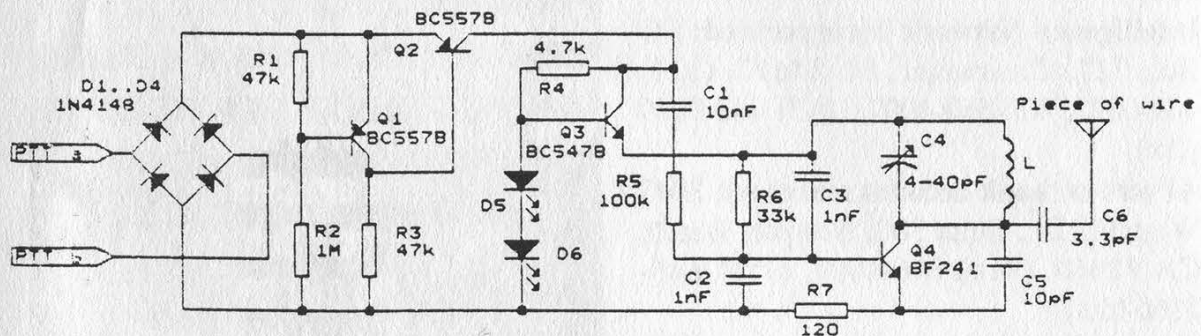 BC557B
Q2
4.7k
R4
R1
47k
D1..D4
1N4148
C1
10nF
Piece of wire
Q1
BC557B
Q3
BC547B
C4
4-40pF
L
PTT
D5
R5
100k
R6
33k
C3
1nF
R2
1M
R3
47k
D6
C6
3.3pF
PTT
Q4
BF241
C2
1nF
R7
120
C5
10pF